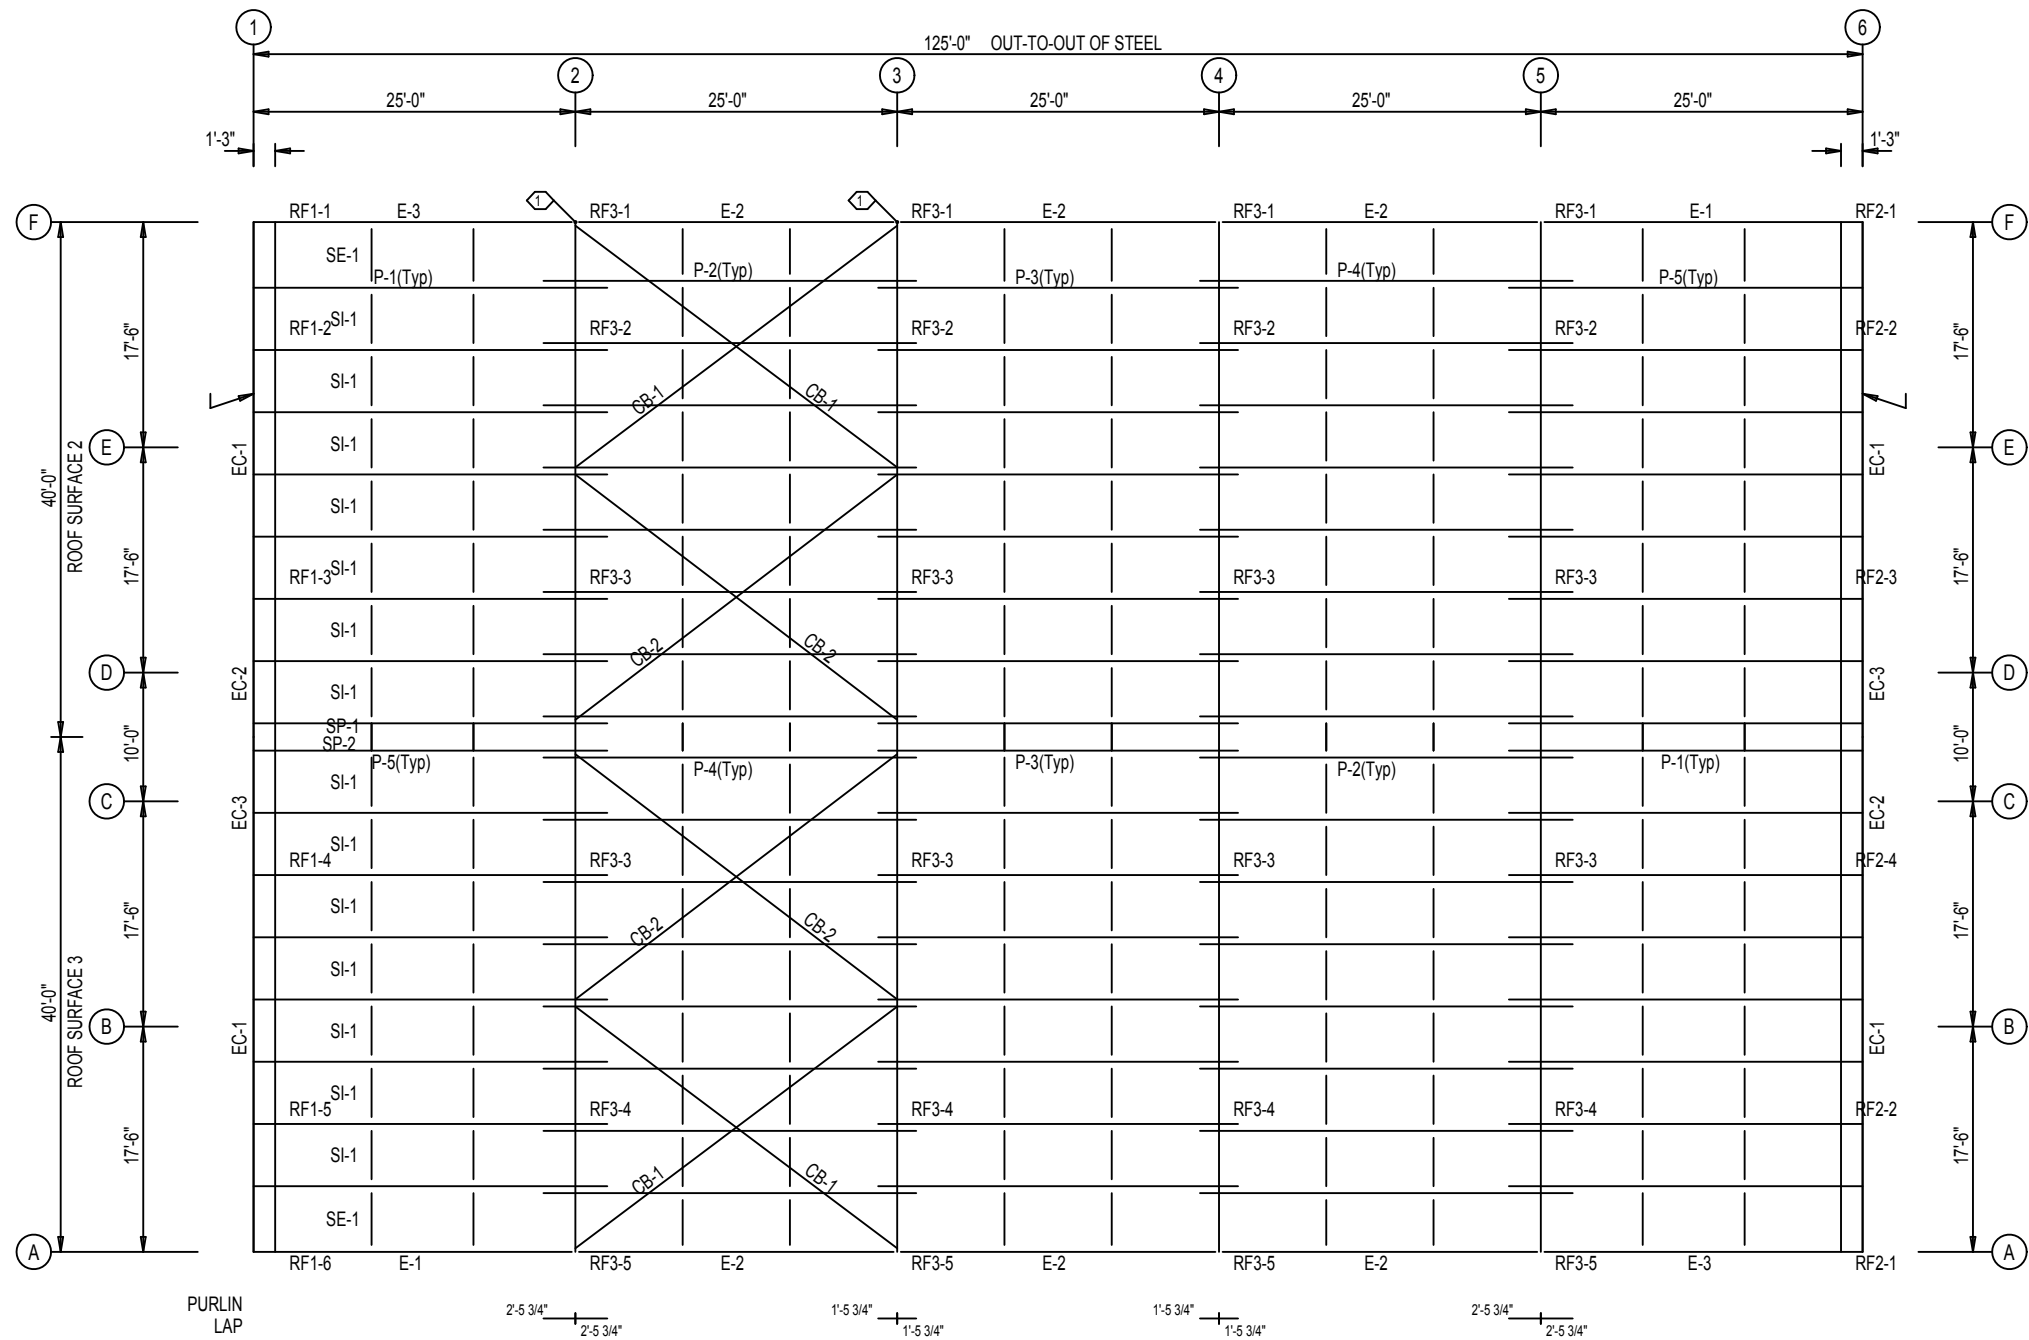 1
6
125'-0" OUT-TO-OUT OF STEEL
2
3
4
5
25'-0"
25'-0"
25'-0"
25'-0"
25'-0"
1'-3"
1'-3"
1
1
RF1-1
E-3
RF3-1
E-2
RF3-1
E-2
RF3-1
E-2
RF3-1
E-1
RF2-1
F
F
SE-1
P-1(Typ)
P-2(Typ)
P-3(Typ)
P-4(Typ)
P-5(Typ)
RF1-2
SI-1
RF3-2
RF3-2
RF3-2
RF3-2
RF2-2
17'-6"
17'-6"
SI-1
CB-1
CB-1
E
EC-1
SI-1
EC-1
E
40'-0"
ROOF SURFACE 2
SI-1
17'-6"
RF1-3
SI-1
RF3-3
RF3-3
RF3-3
RF3-3
RF2-3
17'-6"
SI-1
CB-2
CB-2
D
EC-2
SI-1
EC-3
D
SP-1
SP-2
10'-0"
10'-0"
P-5(Typ)
P-4(Typ)
P-3(Typ)
P-2(Typ)
P-1(Typ)
SI-1
C
EC-3
EC-2
C
SI-1
RF1-4
RF3-3
RF3-3
RF3-3
RF3-3
RF2-4
17'-6"
SI-1
CB-2
CB-2
17'-6"
SI-1
40'-0"
ROOF SURFACE 3
B
EC-1
SI-1
EC-1
B
SI-1
RF1-5
RF3-4
RF3-4
RF3-4
RF3-4
RF2-2
17'-6"
SI-1
CB-1
CB-1
17'-6"
SE-1
A
A
RF1-6
E-1
RF3-5
E-2
RF3-5
E-2
RF3-5
E-2
RF3-5
E-3
RF2-1
PURLIN
LAP
2'-5 3/4"
2'-5 3/4"
1'-5 3/4"
1'-5 3/4"
1'-5 3/4"
1'-5 3/4"
2'-5 3/4"
2'-5 3/4"